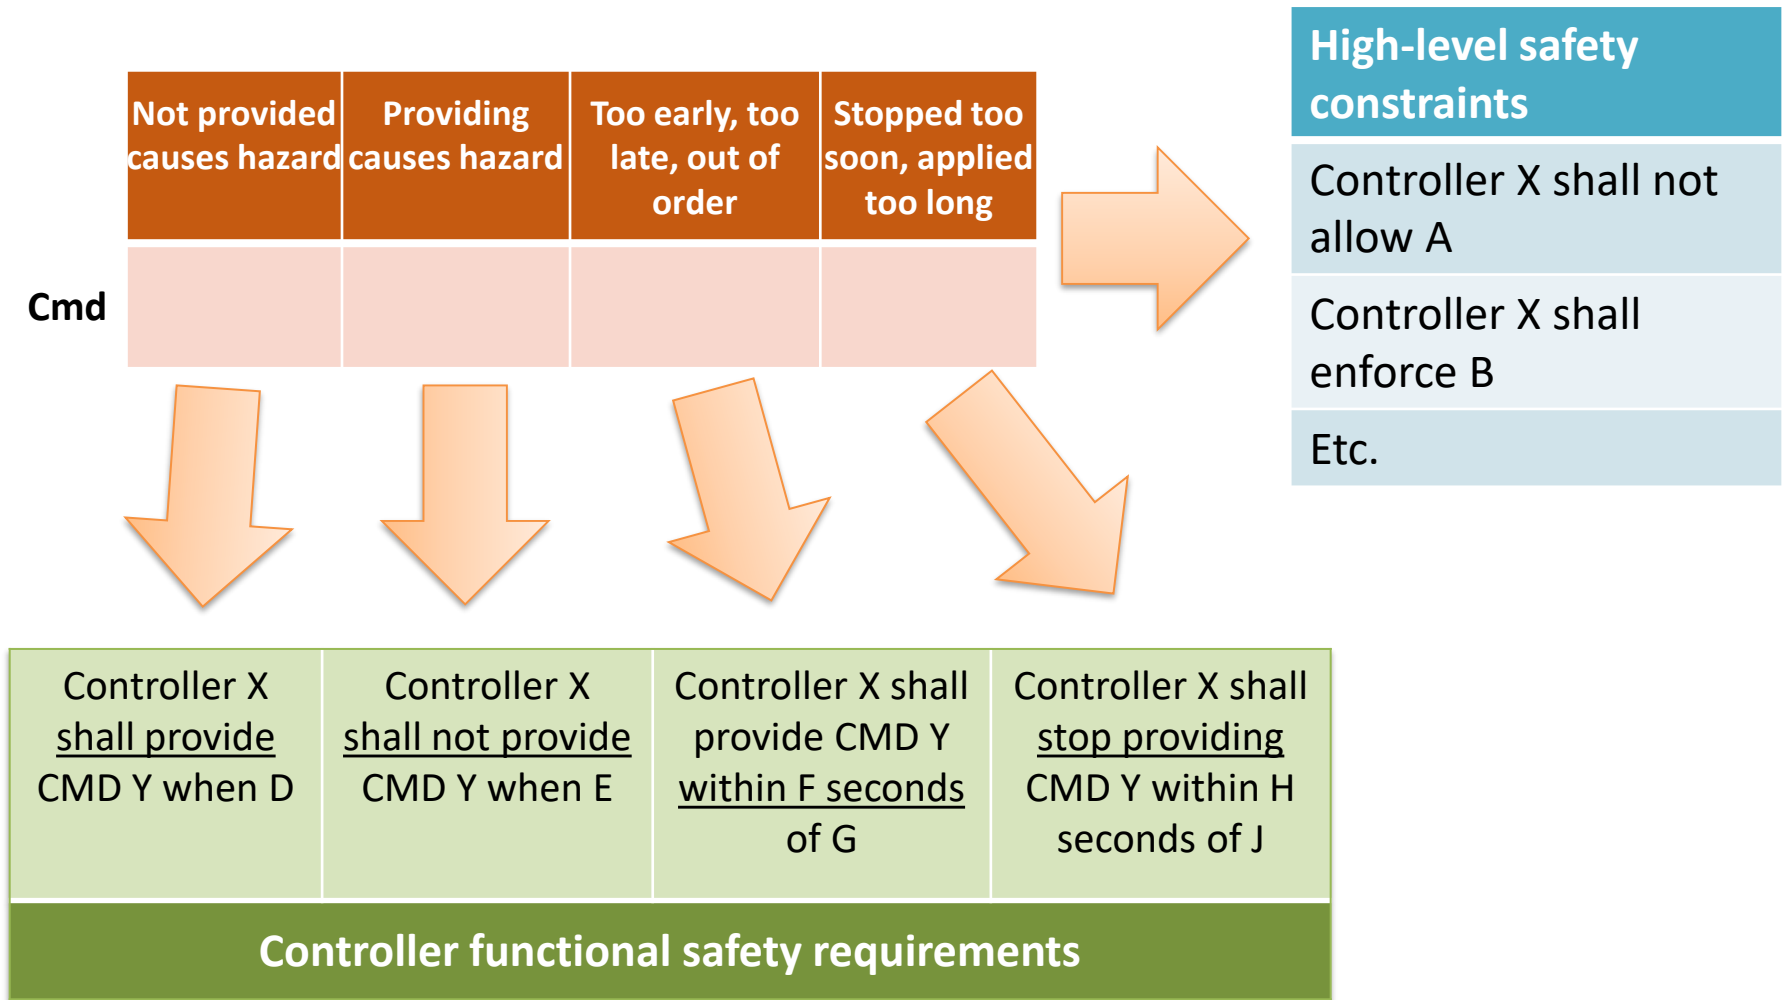 Not provided
causes hazard
Providing
causes hazard
Too early, too
late, out of
order
Stopped too
soon, applied
too long
Cmd
High-level safety
constraints
Controller X shall not
allow A
Controller X shall
enforce B
Etc.
Controller X
shall provide
CMD Y when D
Controller X
shall not provide
CMD Y when E
Controller X shall
provide CMD Y
within F seconds
of G
Controller X shall
stop providing
CMD Y within H
seconds of J
Controller functional safety requirements